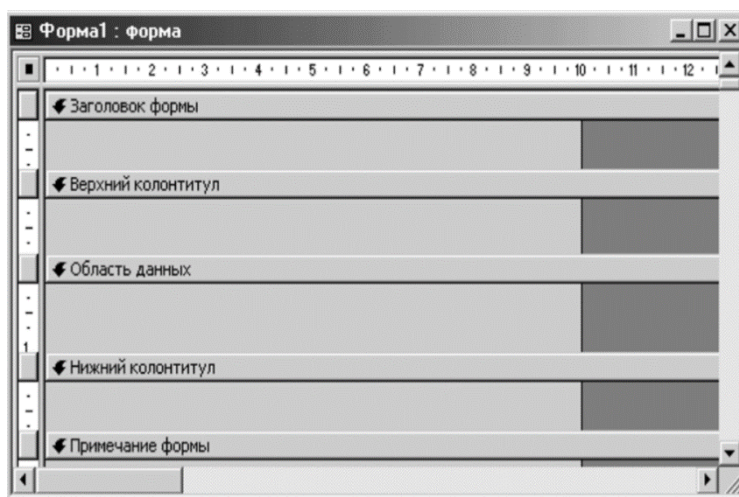 Форма1 : форма
1 2 3 4 5 6 7 8 9 10 11 12
Заголовок формы
Верхний колонтитул
Область данных
1
Нижний колонтитул
Примечание формы